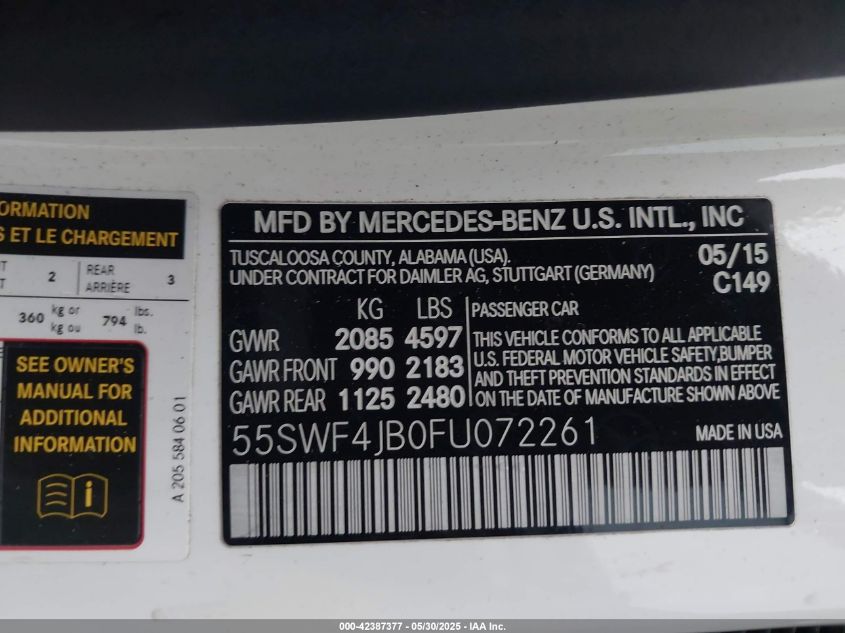 ORMATION
S ET LE CHARGEMENT
2 REAR ARRIÈRE 3
360 kg or kg ou 794 lbs. lb.
SEE OWNER'S
MANUAL FOR
ADDITIONAL
INFORMATION
A 205 584 06 01
MFD BY MERCEDES-BENZ U.S. INTL., INC
TUSCALOOSA COUNTY, ALABAMA (USA). 05/15
UNDER CONTRACT FOR DAIMLER AG, STUTTGART (GERMANY) C149
KG LBS
GVWR 2085 4597
GAWR FRONT 990 2183
GAWR REAR 1125 2480
PASSENGER CAR
THIS VEHICLE CONFORMS TO ALL APPLICABLE
U.S. FEDERAL MOTOR VEHICLE SAFETY,BUMPER
AND THEFT PREVENTION STANDARDS IN EFFECT
ON THE DATE OF MANUFACTURE SHOWN ABOVE
55SWF4JB0FU072261 MADE IN USA
000-42387377 - 05/30/2025 - IAA Inc.